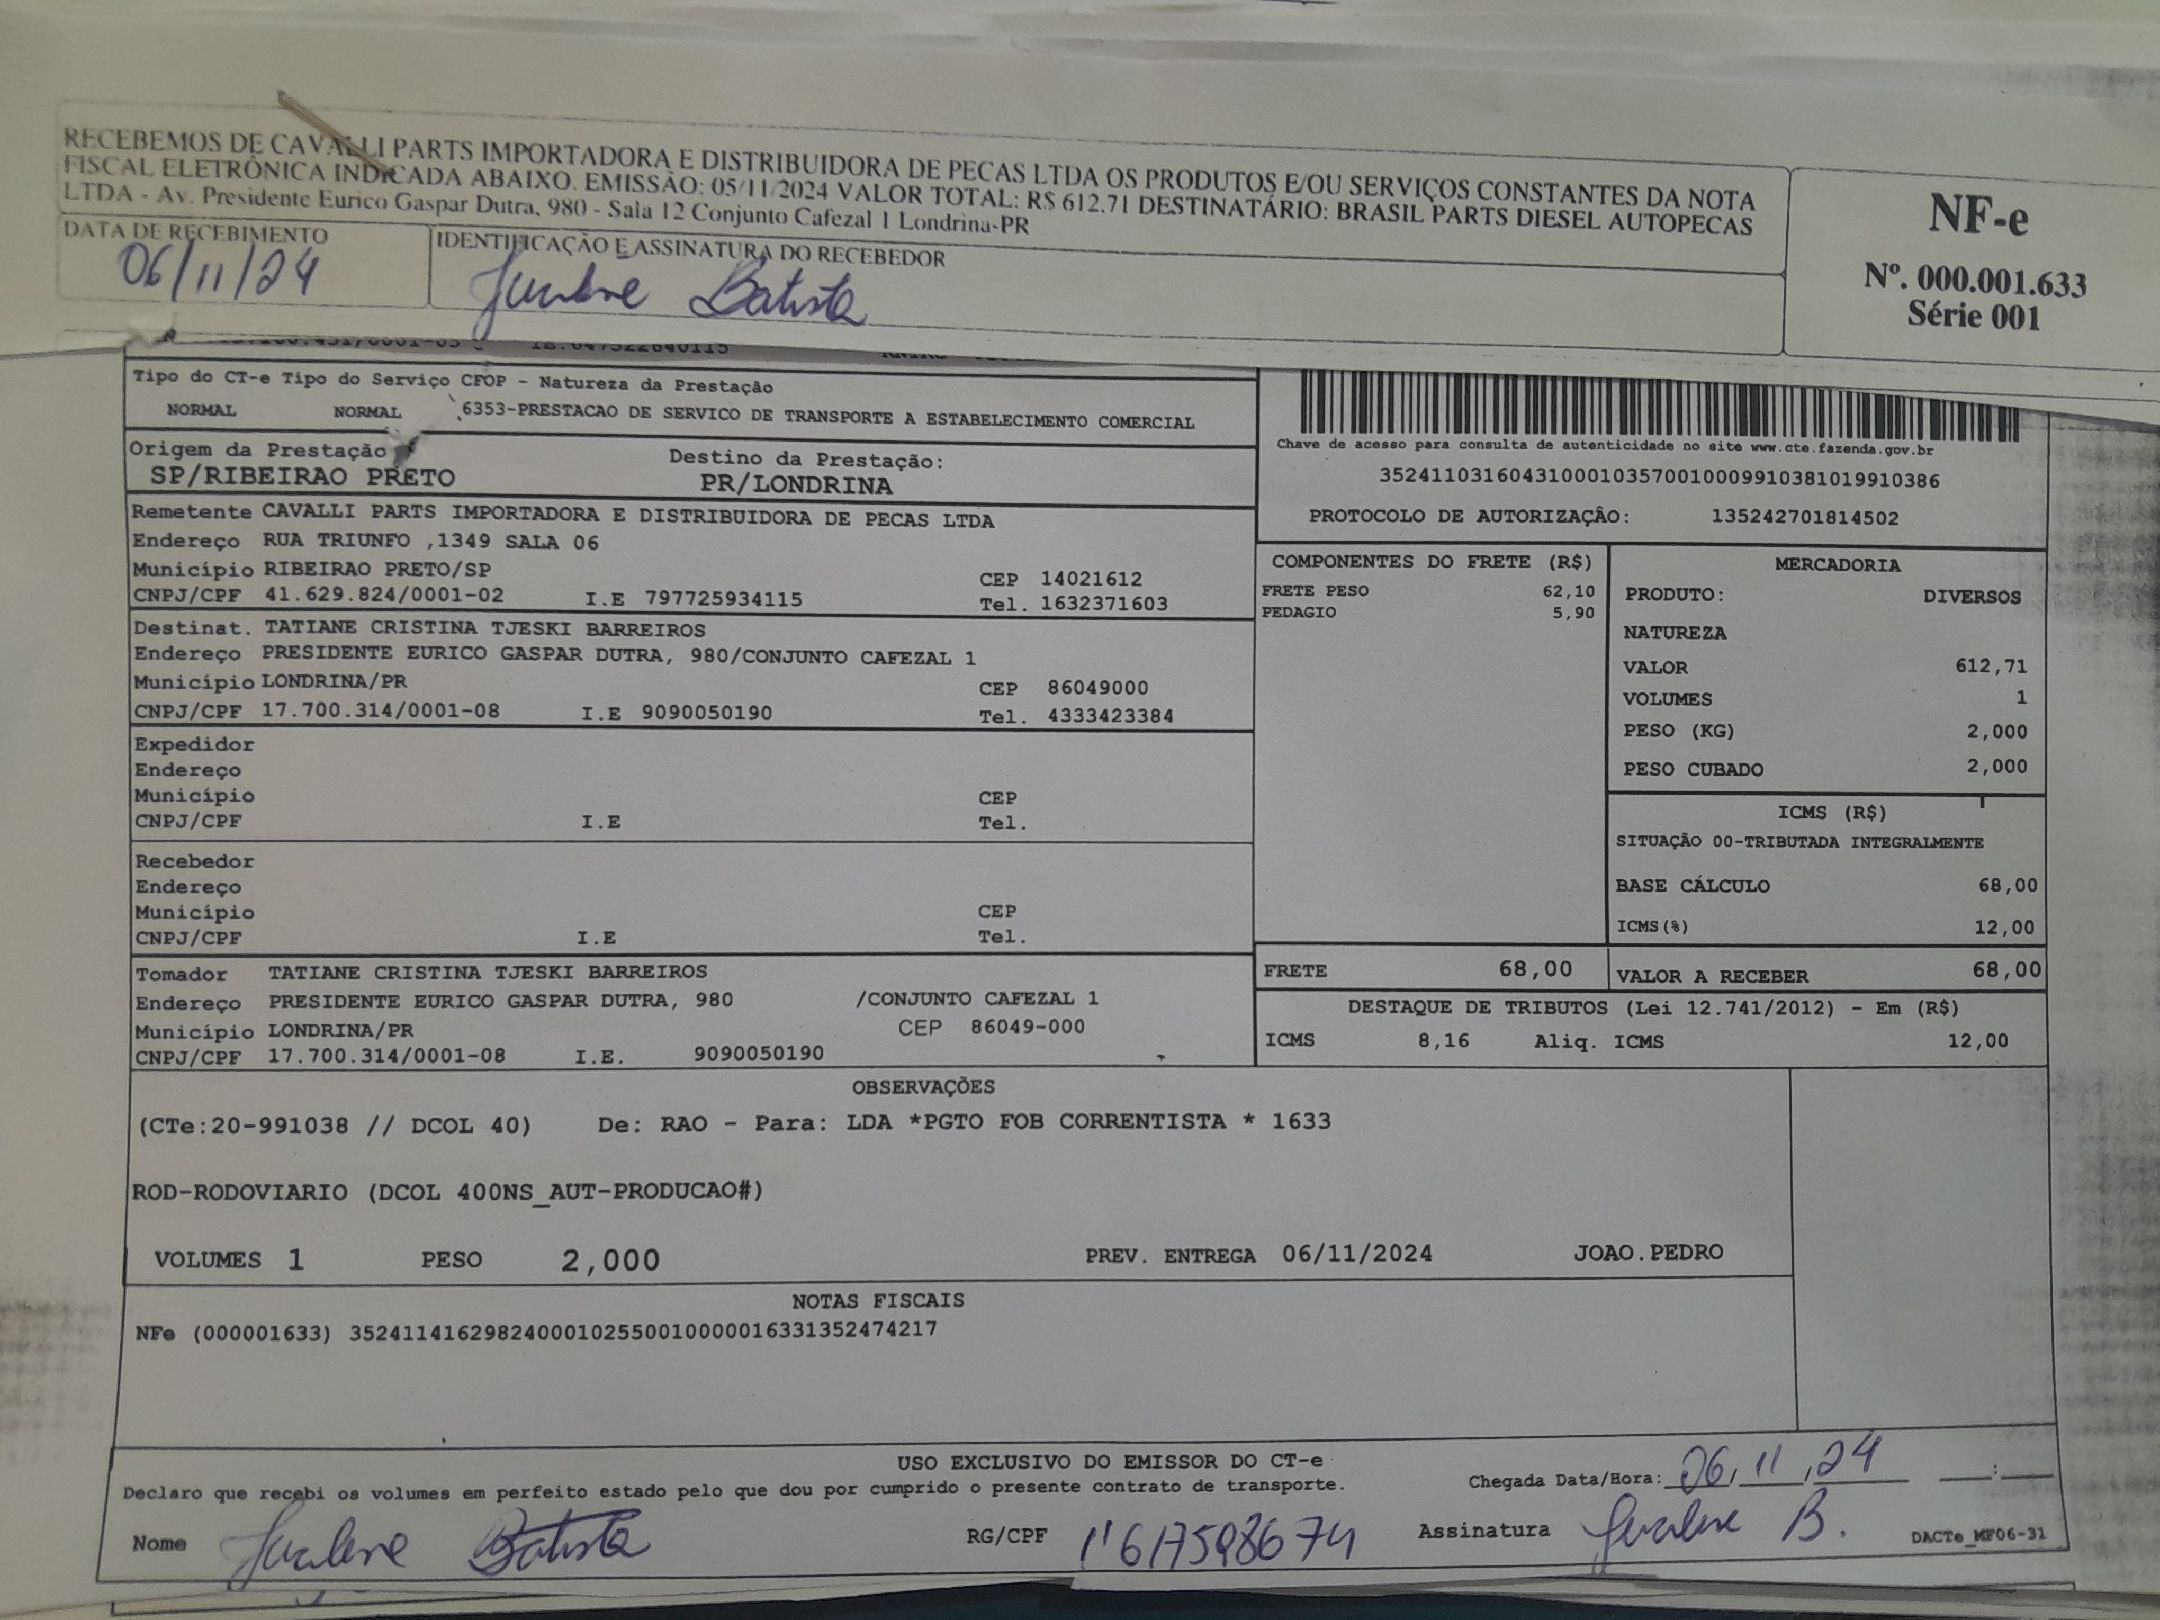 RECEBEMOS DE CAVALLI PARTS IMPORTADORA E DISTRIBUIDORA DE PECAS LTDA OS PRODUTOS E/OU SERVIÇOS CONSTANTES DA NOTA
FISCAL ELETRÔNICA INDICADA ABAIXO. EMISSÃO: 05/11/2024 VALOR TOTAL: R$ 612.71 DESTINATÁRIO: BRASIL PARTS DIESEL AUTOPECAS
LTDA - Av. Presidente Eurico Gaspar Dutra, 980 - Sala 12 Conjunto Cafezal 1 Londrina-PR
NF-e
Nº. 000.001.633
Série 001
DATA DE RECEBIMENTO
06/11/24
IDENTIFICAÇÃO E ASSINATURA DO RECEBEDOR
Batista
Tipo do CT-e Tipo do Serviço CFOP - Natureza da Prestação
NORMAL NORMAL 6353-PRESTACAO DE SERVICO DE TRANSPORTE A ESTABELECIMENTO COMERCIAL
Origem da Prestação Destino da Prestação:
SP/RIBEIRAO PRETO PR/LONDRINA
Chave de acesso para consulta de autenticidade no site www.cte.fazenda.gov.br
35241103160431000103570010009910381019910386
PROTOCOLO DE AUTORIZAÇÂO: 135242701814502
Remetente CAVALLI PARTS IMPORTADORA E DISTRIBUIDORA DE PECAS LTDA
Endereço RUA TRIUNFO ,1349 SALA 06
Município RIBEIRAO PRETO/SP CEP 14021612
CNPJ/CPF 41.629.824/0001-02 I.E 797725934115 Tel. 1632371603
Destinat. TATIANE CRISTINA TJESKI BARREIROS
Endereço PRESIDENTE EURICO GASPAR DUTRA, 980/CONJUNTO CAFEZAL 1
Município LONDRINA/PR CEP 86049000
CNPJ/CPF 17.700.314/0001-08 I.E 9090050190 Tel. 4333423384
Expedidor
Endereço
Município CEP
CNPJ/CPF I.E Tel.
Recebedor
Endereço
Município CEP
CNPJ/CPF I.E Tel.
Tomador TATIANE CRISTINA TJESKI BARREIROS
Endereço PRESIDENTE EURICO GASPAR DUTRA, 980 /CONJUNTO CAFEZAL 1
Município LONDRINA/PR CEP 86049-000
CNPJ/CPF 17.700.314/0001-08 I.E. 9090050190
COMPONENTES DO FRETE (R$)
FRETE PESO 62,10
PEDAGIO 5,90
MERCADORIA
PRODUTO: DIVERSOS
NATUREZA
VALOR 612,71
VOLUMES 1
PESO (KG) 2,000
PESO CUBADO 2,000
ICMS (R$)
SITUAÇÃO 00-TRIBUTADA INTEGRALMENTE
BASE CÁLCULO 68,00
ICMS(%) 12,00
FRETE 68,00 VALOR A RECEBER 68,00
DESTAQUE DE TRIBUTOS (Lei 12.741/2012) - Em (R$)
ICMS 8,16 Aliq. ICMS 12,00
OBSERVAÇÕES
(CTe:20-991038 // DCOL 40) De: RAO - Para: LDA *PGTO FOB CORRENTISTA * 1633
ROD-RODOVIARIO (DCOL 400NS_AUT-PRODUCAO#)
VOLUMES 1 PESO 2,000 PREV. ENTREGA 06/11/2024 JOAO.PEDRO
NOTAS FISCAIS
NFe (000001633) 35241141629824000102550010000016331352474217
USO EXCLUSIVO DO EMISSOR DO CT-e
Declaro que recebi os volumes em perfeito estado pelo que dou por cumprido o presente contrato de transporte.
Chegada Data/Hora: 06/11/24 __:__
Nome Batista RG/CPF Assinatura B. DACTe_MF06-31